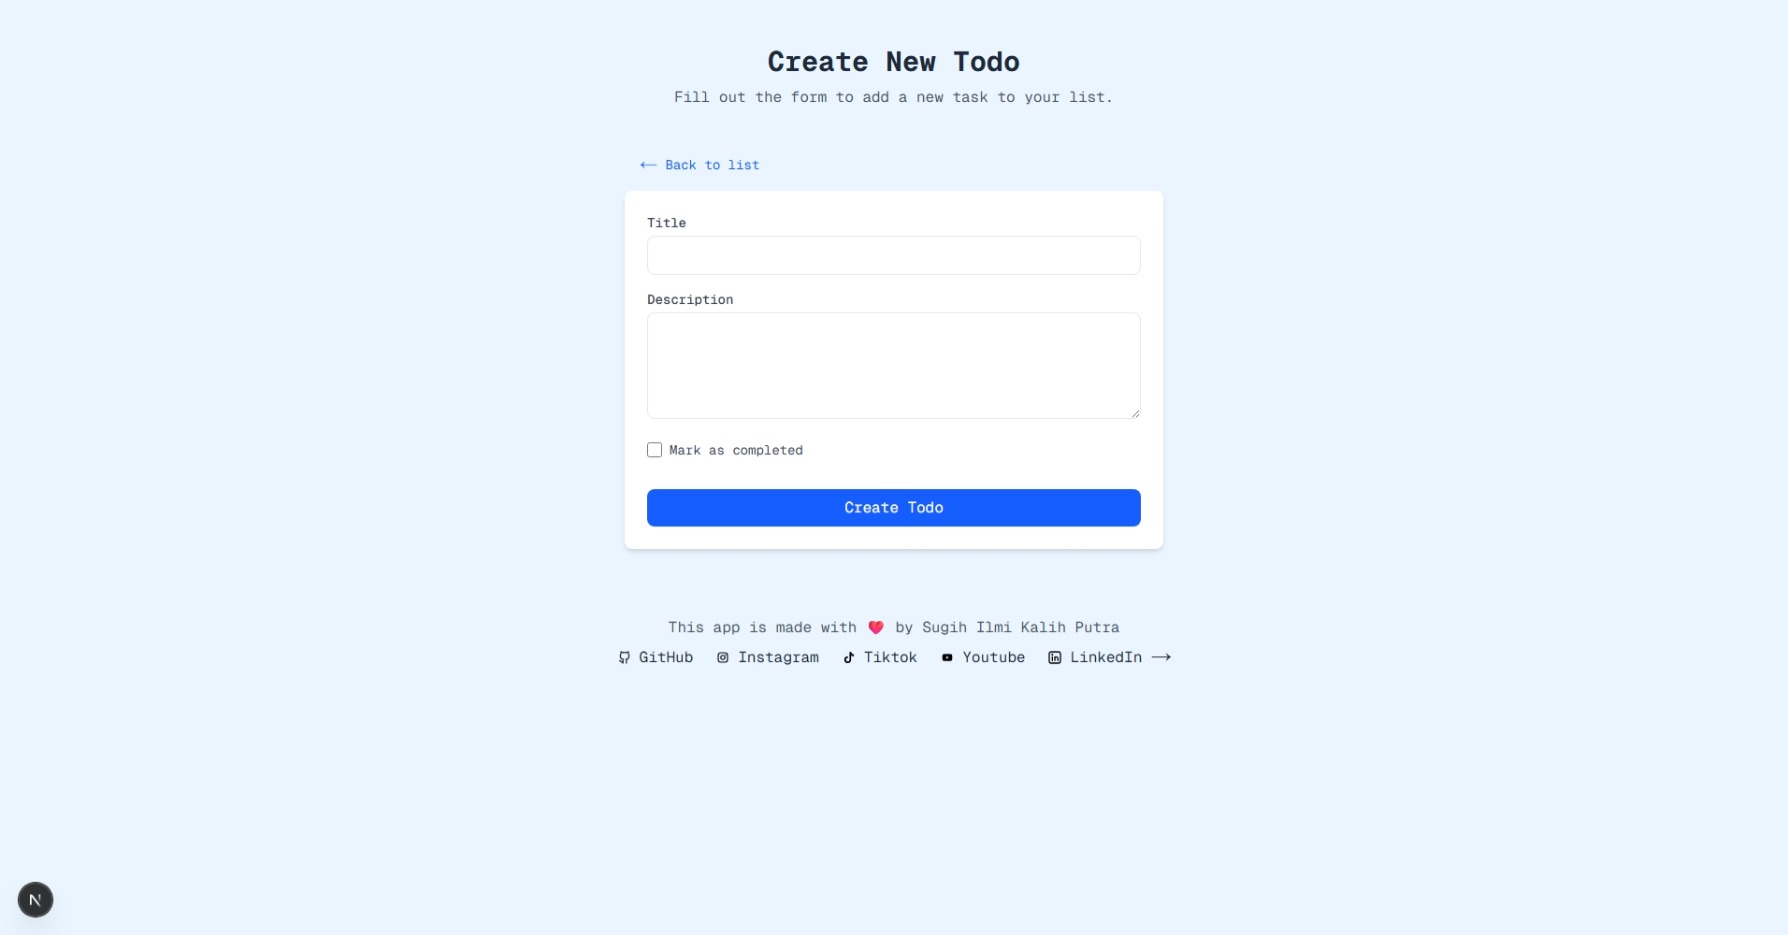 Create New Todo
Fill out the form to add a new task to your list.
← Back to list
Title
Description
Mark as completed
Create Todo
This app is made with ❤️ by Sugih Ilmi Kalih Putra
GitHub Instagram Tiktok Youtube LinkedIn →
N